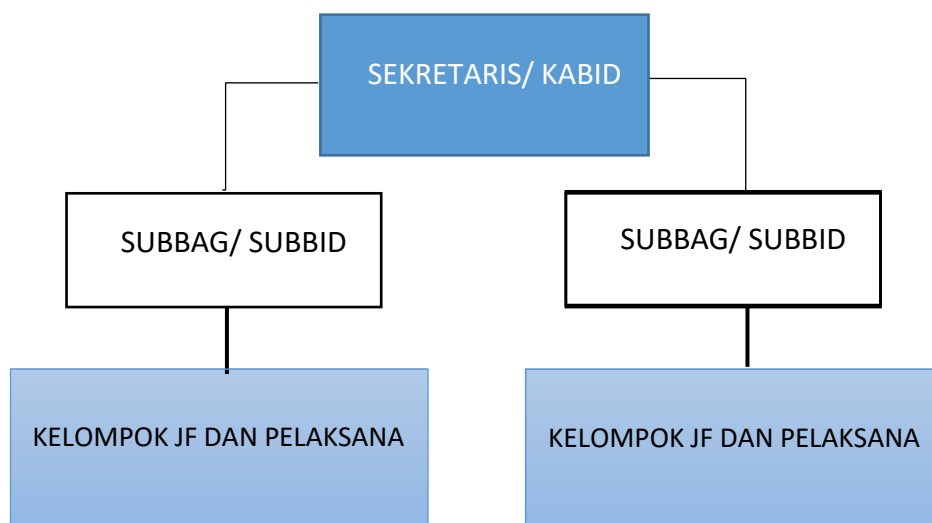 SEKRETARIS/ KABID
SUBBAG/ SUBBID
SUBBAG/ SUBBID
KELOMPOK JF DAN PELAKSANA
KELOMPOK JF DAN PELAKSANA